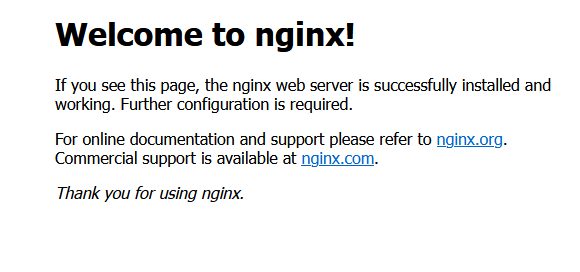 Welcome to nginx!
If you see this page, the nginx web server is successfully installed and
working. Further configuration is required.
For online documentation and support please refer to nginx.org.
Commercial support is available at nginx.com.
Thank you for using nginx.